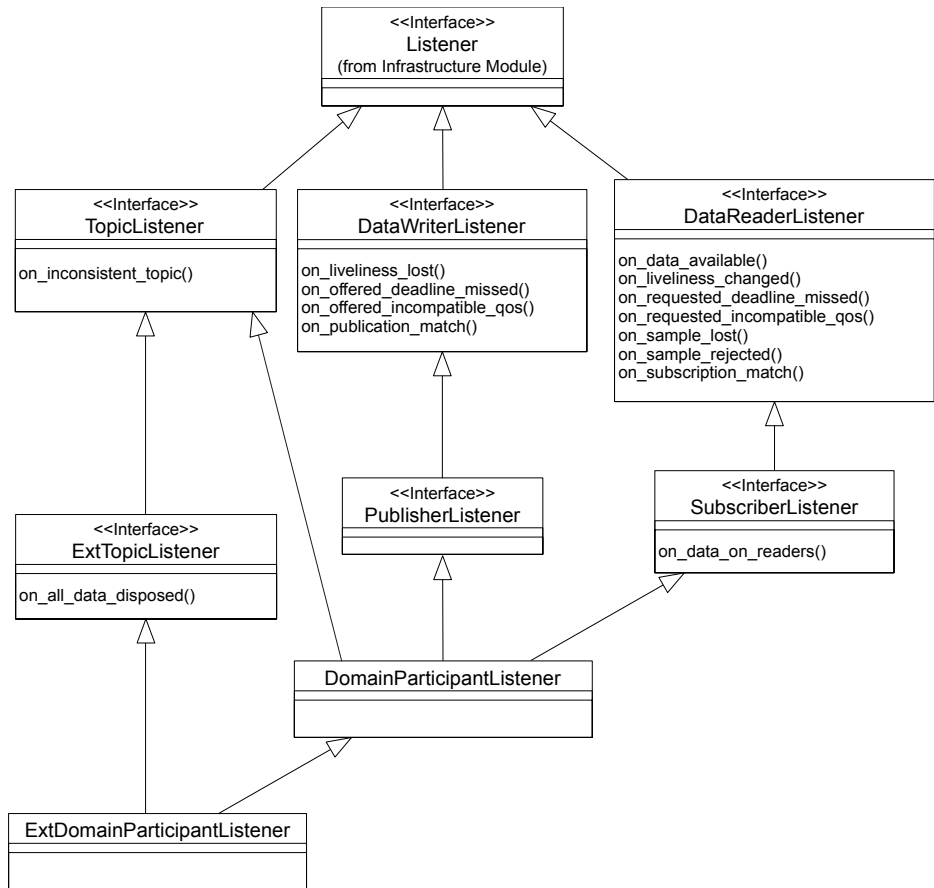 <<Interface>>
Listener
(from Infrastructure Module)
<<Interface>>
TopicListener
on_inconsistent_topic()
<<Interface>>
DataWriterListener
on_liveliness_lost()
on_offered_deadline_missed()
on_offered_incompatible_qos()
on_publication_match()
<<Interface>>
DataReaderListener
on_data_available()
on_liveliness_changed()
on_requested_deadline_missed()
on_requested_incompatible_qos()
on_sample_lost()
on_sample_rejected()
on_subscription_match()
<<Interface>>
ExtTopicListener
on_all_data_disposed()
<<Interface>>
PublisherListener
<<Interface>>
SubscriberListener
on_data_on_readers()
DomainParticipantListener
ExtDomainParticipantListener